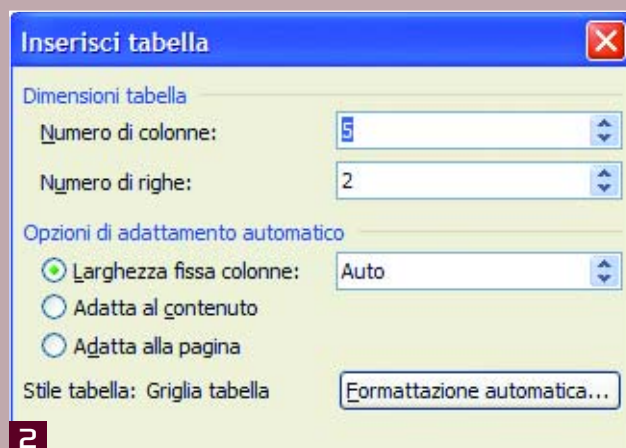 Inserisci tabella
Dimensioni tabella
Numero di colonne: 5
Numero di righe: 2
Opzioni di adattamento automatico
Larghezza fissa colonne: Auto
Adatta al contenuto
Adatta alla pagina
Stile tabella: Griglia tabella Formattazione automatica...
2